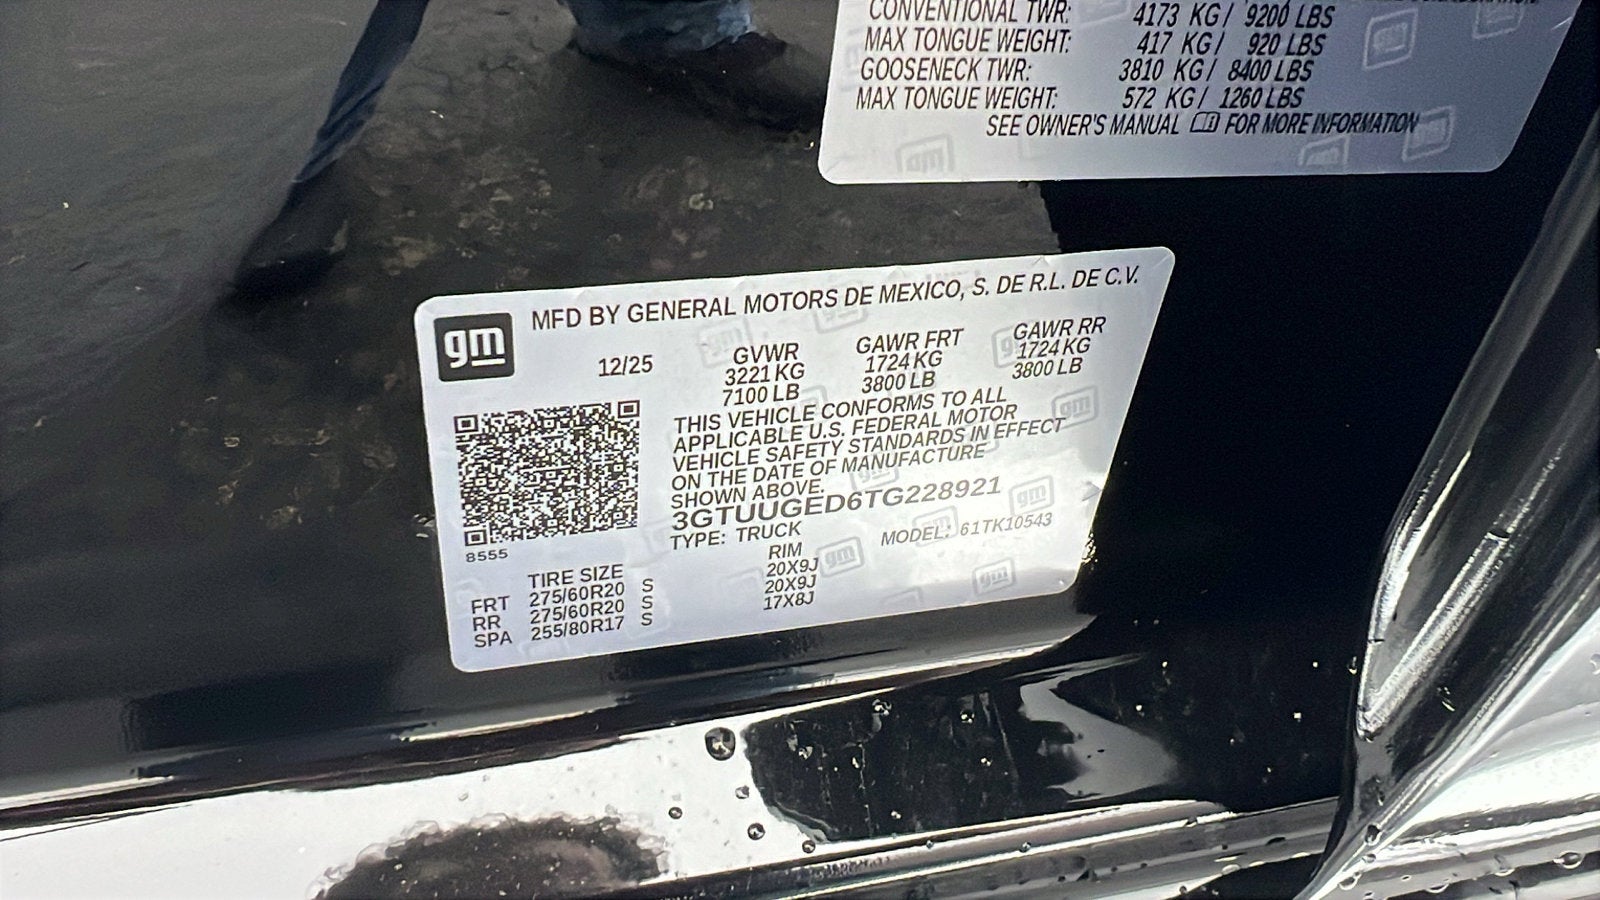 CONVENTIONAL TWR: 4173 KG / 9200 LBS
MAX TONGUE WEIGHT: 417 KG / 920 LBS
GOOSENECK TWR: 3810 KG / 8400 LBS
MAX TONGUE WEIGHT: 572 KG / 1260 LBS
SEE OWNER'S MANUAL FOR MORE INFORMATION
gm
MFD BY GENERAL MOTORS DE MEXICO, S. DE R.L. DE C.V.
12/25 GVWR GAWR FRT GAWR RR
3221 KG 1724 KG 1724 KG
7100 LB 3800 LB 3800 LB
THIS VEHICLE CONFORMS TO ALL
APPLICABLE U.S. FEDERAL MOTOR
VEHICLE SAFETY STANDARDS IN EFFECT
ON THE DATE OF MANUFACTURE
SHOWN ABOVE.
3GTUUGED6TG228921
TYPE: TRUCK MODEL: 61TK10543
8555
TIRE SIZE RIM
FRT 275/60R20 S 20X9J
RR 275/60R20 S 20X9J
SPA 255/80R17 S 17X8J